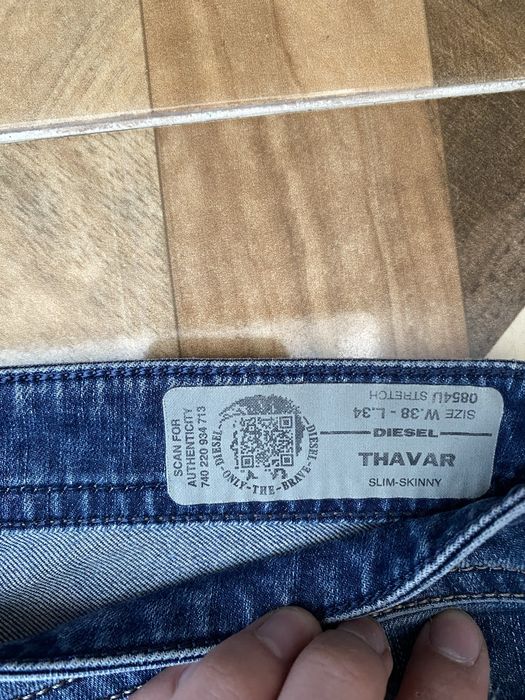 SCAN FOR
AUTHENTICITY
740 220 934 713
DIESEL
DIESEL
ONLY-THE-BRAVE
SIZE W.38 - L.34
0854U STRETCH
DIESEL
THAVAR
SLIM-SKINNY